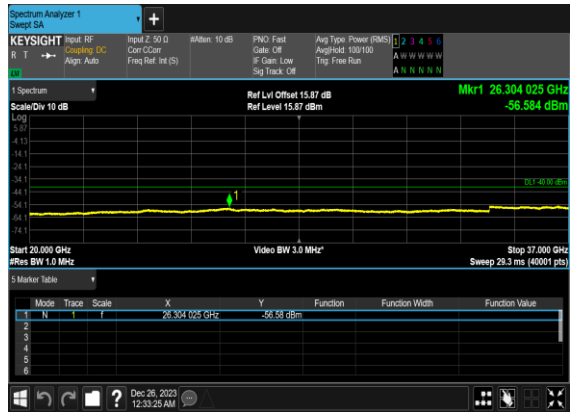 Spectrum Analyzer 1
Swept SA
+
KEYSIGHT Input: RF Input Z: 50 Ω #Atten: 10 dB PNO: Fast Avg Type: Power (RMS) 1 2 3 4 5 6
R T Coupling: DC Corr CCorr Gate: Off Avg|Hold: 100/100 A W W W W W
Align: Auto Freq Ref: Int (S) IF Gain: Low Trig: Free Run
Sig Track: Off A N N N N N
LW
1 Spectrum Ref Lvl Offset 15.87 dB Mkr1 26.304 025 GHz
Scale/Div 10 dB Ref Level 15.87 dBm -56.584 dBm
Log
5.87
-4.13
-14.1
-24.1
-34.1
DL1 -40.00 dBm
-44.1
1
-54.1
-64.1
-74.1
Start 20.000 GHz Video BW 3.0 MHz* Stop 37.000 GHz
#Res BW 1.0 MHz Sweep 29.3 ms (40001 pts)
5 Marker Table
Mode Trace Scale X Y Function Function Width Function Value
1 N 1 f 26.304 025 GHz -56.58 dBm
2
3
4
5
6
? Dec 26, 2023
12:33:25 AM